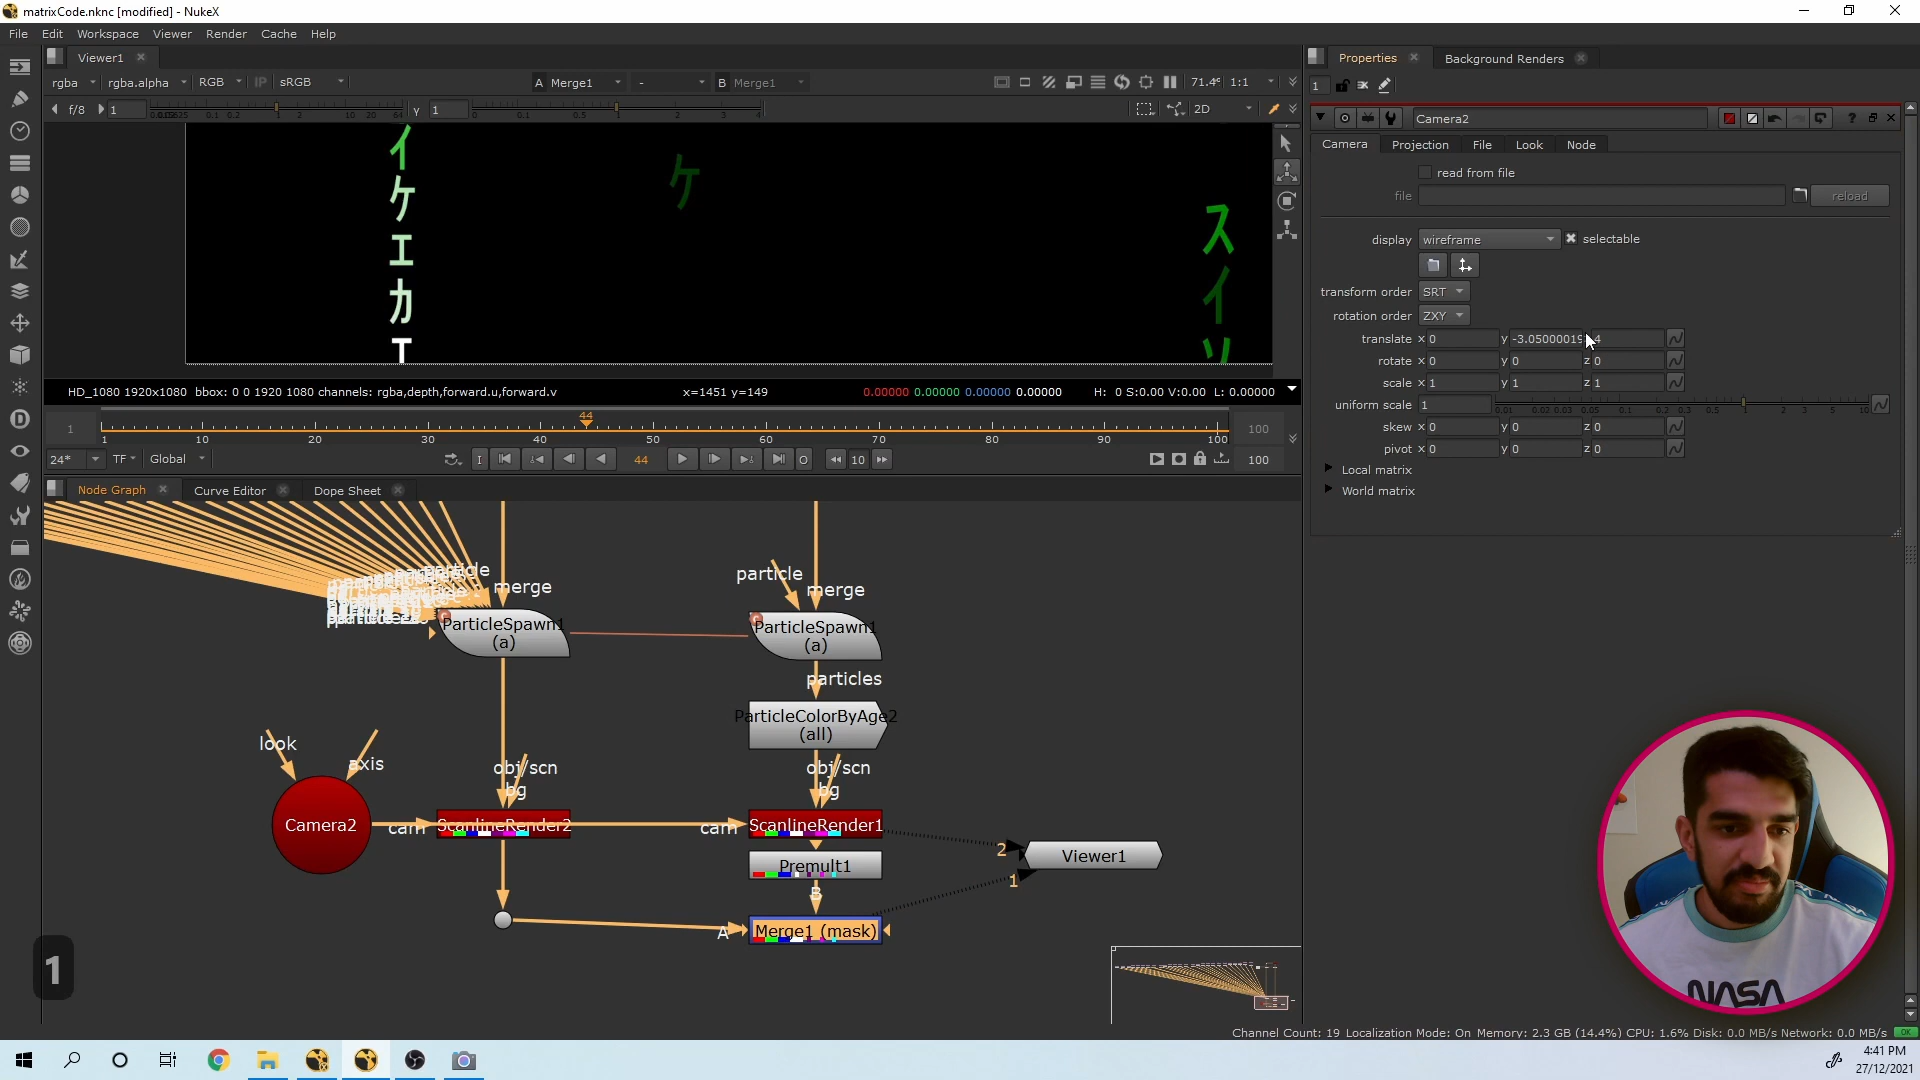 matrixCode.nknc [modified] - NukeX
File Edit Workspace Viewer Render Cache Help
Viewer1
rgba rgba.alpha RGB IP sRGB A Merge1 - B Merge1 71.4% 1:1
f/8 1 Y 1 2D
イ
ケ
エ
カ
ケ
ス
イ
ソ
HD_1080 1920x1080 bbox: 0 0 1920 1080 channels: rgba,depth,forward.u,forward.v x=1451 y=149 0.00000 0.00000 0.00000 0.00000 H: 0 S:0.00 V:0.00 L: 0.00000
44
1 1 10 20 30 40 50 60 70 80 90 100 100
24* TF Global I 44 O 10 100
Node Graph Curve Editor Dope Sheet
particle merge
ParticleSpawn1
(a)
particle merge
ParticleSpawn1
(a)
particles
ParticleColorByAge2
(all)
look axis
Camera2
cam obj/scn bg
ScanlineRender2
cam obj/scn bg
ScanlineRender1
Premult1
B
A
Merge1 (mask)
2
1
Viewer1
1
Properties Background Renders
1
Camera2
Camera Projection File Look Node
read from file
file reload
display wireframe selectable
transform order SRT
rotation order ZXY
translate x 0 y -3.05000019 4
rotate x 0 y 0 z 0
scale x 1 y 1 z 1
uniform scale 1
skew x 0 y 0 z 0
pivot x 0 y 0 z 0
Local matrix
World matrix
NASA
Channel Count: 19 Localization Mode: On Memory: 2.3 GB (14.4%) CPU: 1.6% Disk: 0.0 MB/s Network: 0.0 MB/s OK
4:41 PM
27/12/2021